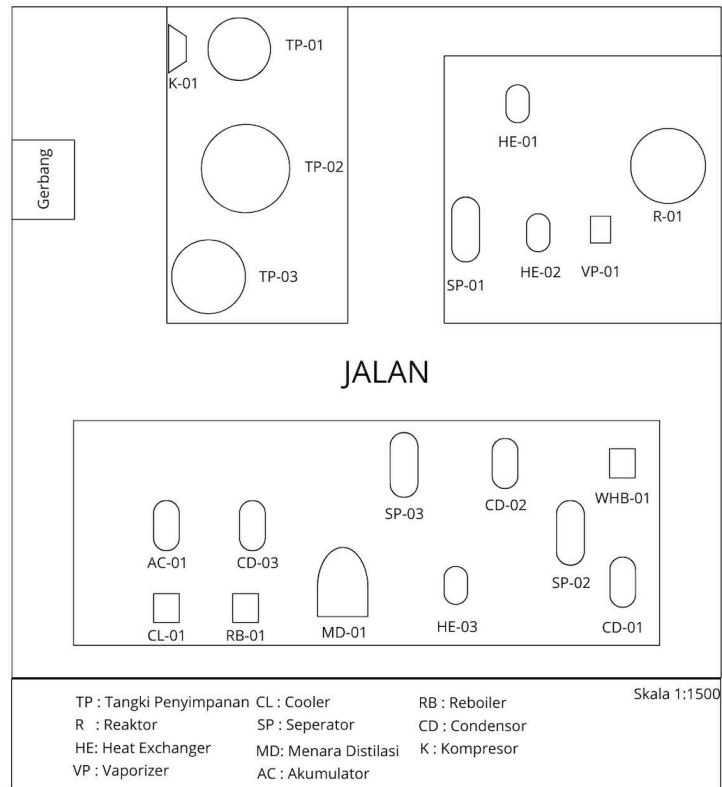 TP-01
K-01
HE-01
Gerbang
TP-02
R-01
TP-03
SP-01
HE-02
VP-01
JALAN
SP-03
CD-02
WHB-01
AC-01
CD-03
SP-02
CL-01
RB-01
MD-01
HE-03
CD-01
Skala 1:1500
TP : Tangki Penyimpanan
R : Reaktor
HE: Heat Exchanger
VP : Vaporizer
CL : Cooler
SP : Seperator
MD: Menara Distilasi
AC : Akumulator
RB : Reboiler
CD : Condensor
K : Kompresor